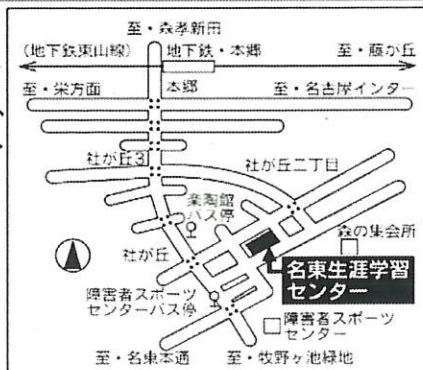 至・森孝新田
(地下鉄東山線)
地下鉄・本郷
至・藤が丘
至・栄方面
本郷
至・名古屋インター
社が丘3
社が丘二丁目
楽陶館
バス停
森の集会所
社が丘
名東生涯学習
センター
障害者スポーツ
センターバス停
障害者スポーツ
センター
至・名東本通
至・牧野ヶ池緑地